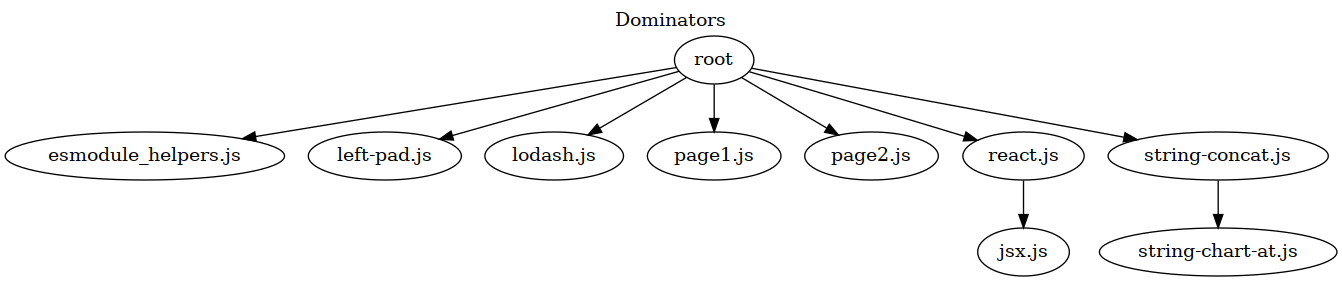 Dominators
root
esmodule_helpers.js
left-pad.js
lodash.js
page1.js
page2.js
react.js
string-concat.js
jsx.js
string-chart-at.js